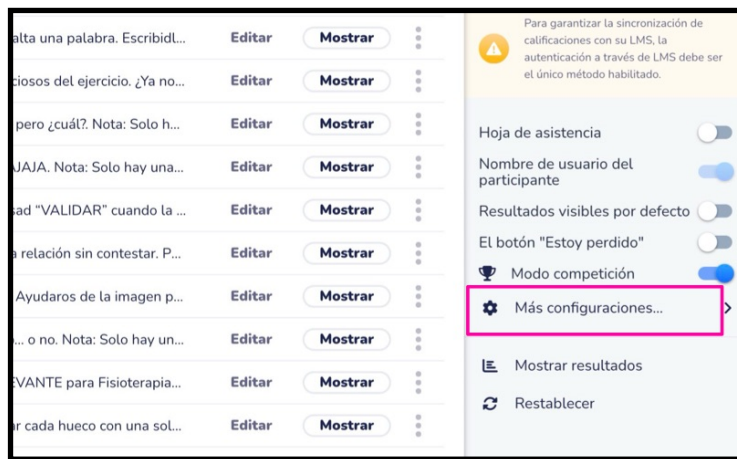 alta una palabra. Escribidl... Editar Mostrar
ciosos del ejercicio. ¿Ya no... Editar Mostrar
pero ¿cuál?. Nota: Solo h... Editar Mostrar
JAJA. Nota: Solo hay una... Editar Mostrar
sad “VALIDAR” cuando la ... Editar Mostrar
a relación sin contestar. P... Editar Mostrar
Ayudaros de la imagen p... Editar Mostrar
... o no. Nota: Solo hay un... Editar Mostrar
EVANTE para Fisioterapia... Editar Mostrar
r cada hueco con una sol... Editar Mostrar
Para garantizar la sincronización de
calificaciones con su LMS, la
autenticación a través de LMS debe ser
el único método habilitado.
Hoja de asistencia
Nombre de usuario del
participante
Resultados visibles por defecto
El botón "Estoy perdido"
Modo competición
Más configuraciones...
Mostrar resultados
Restablecer